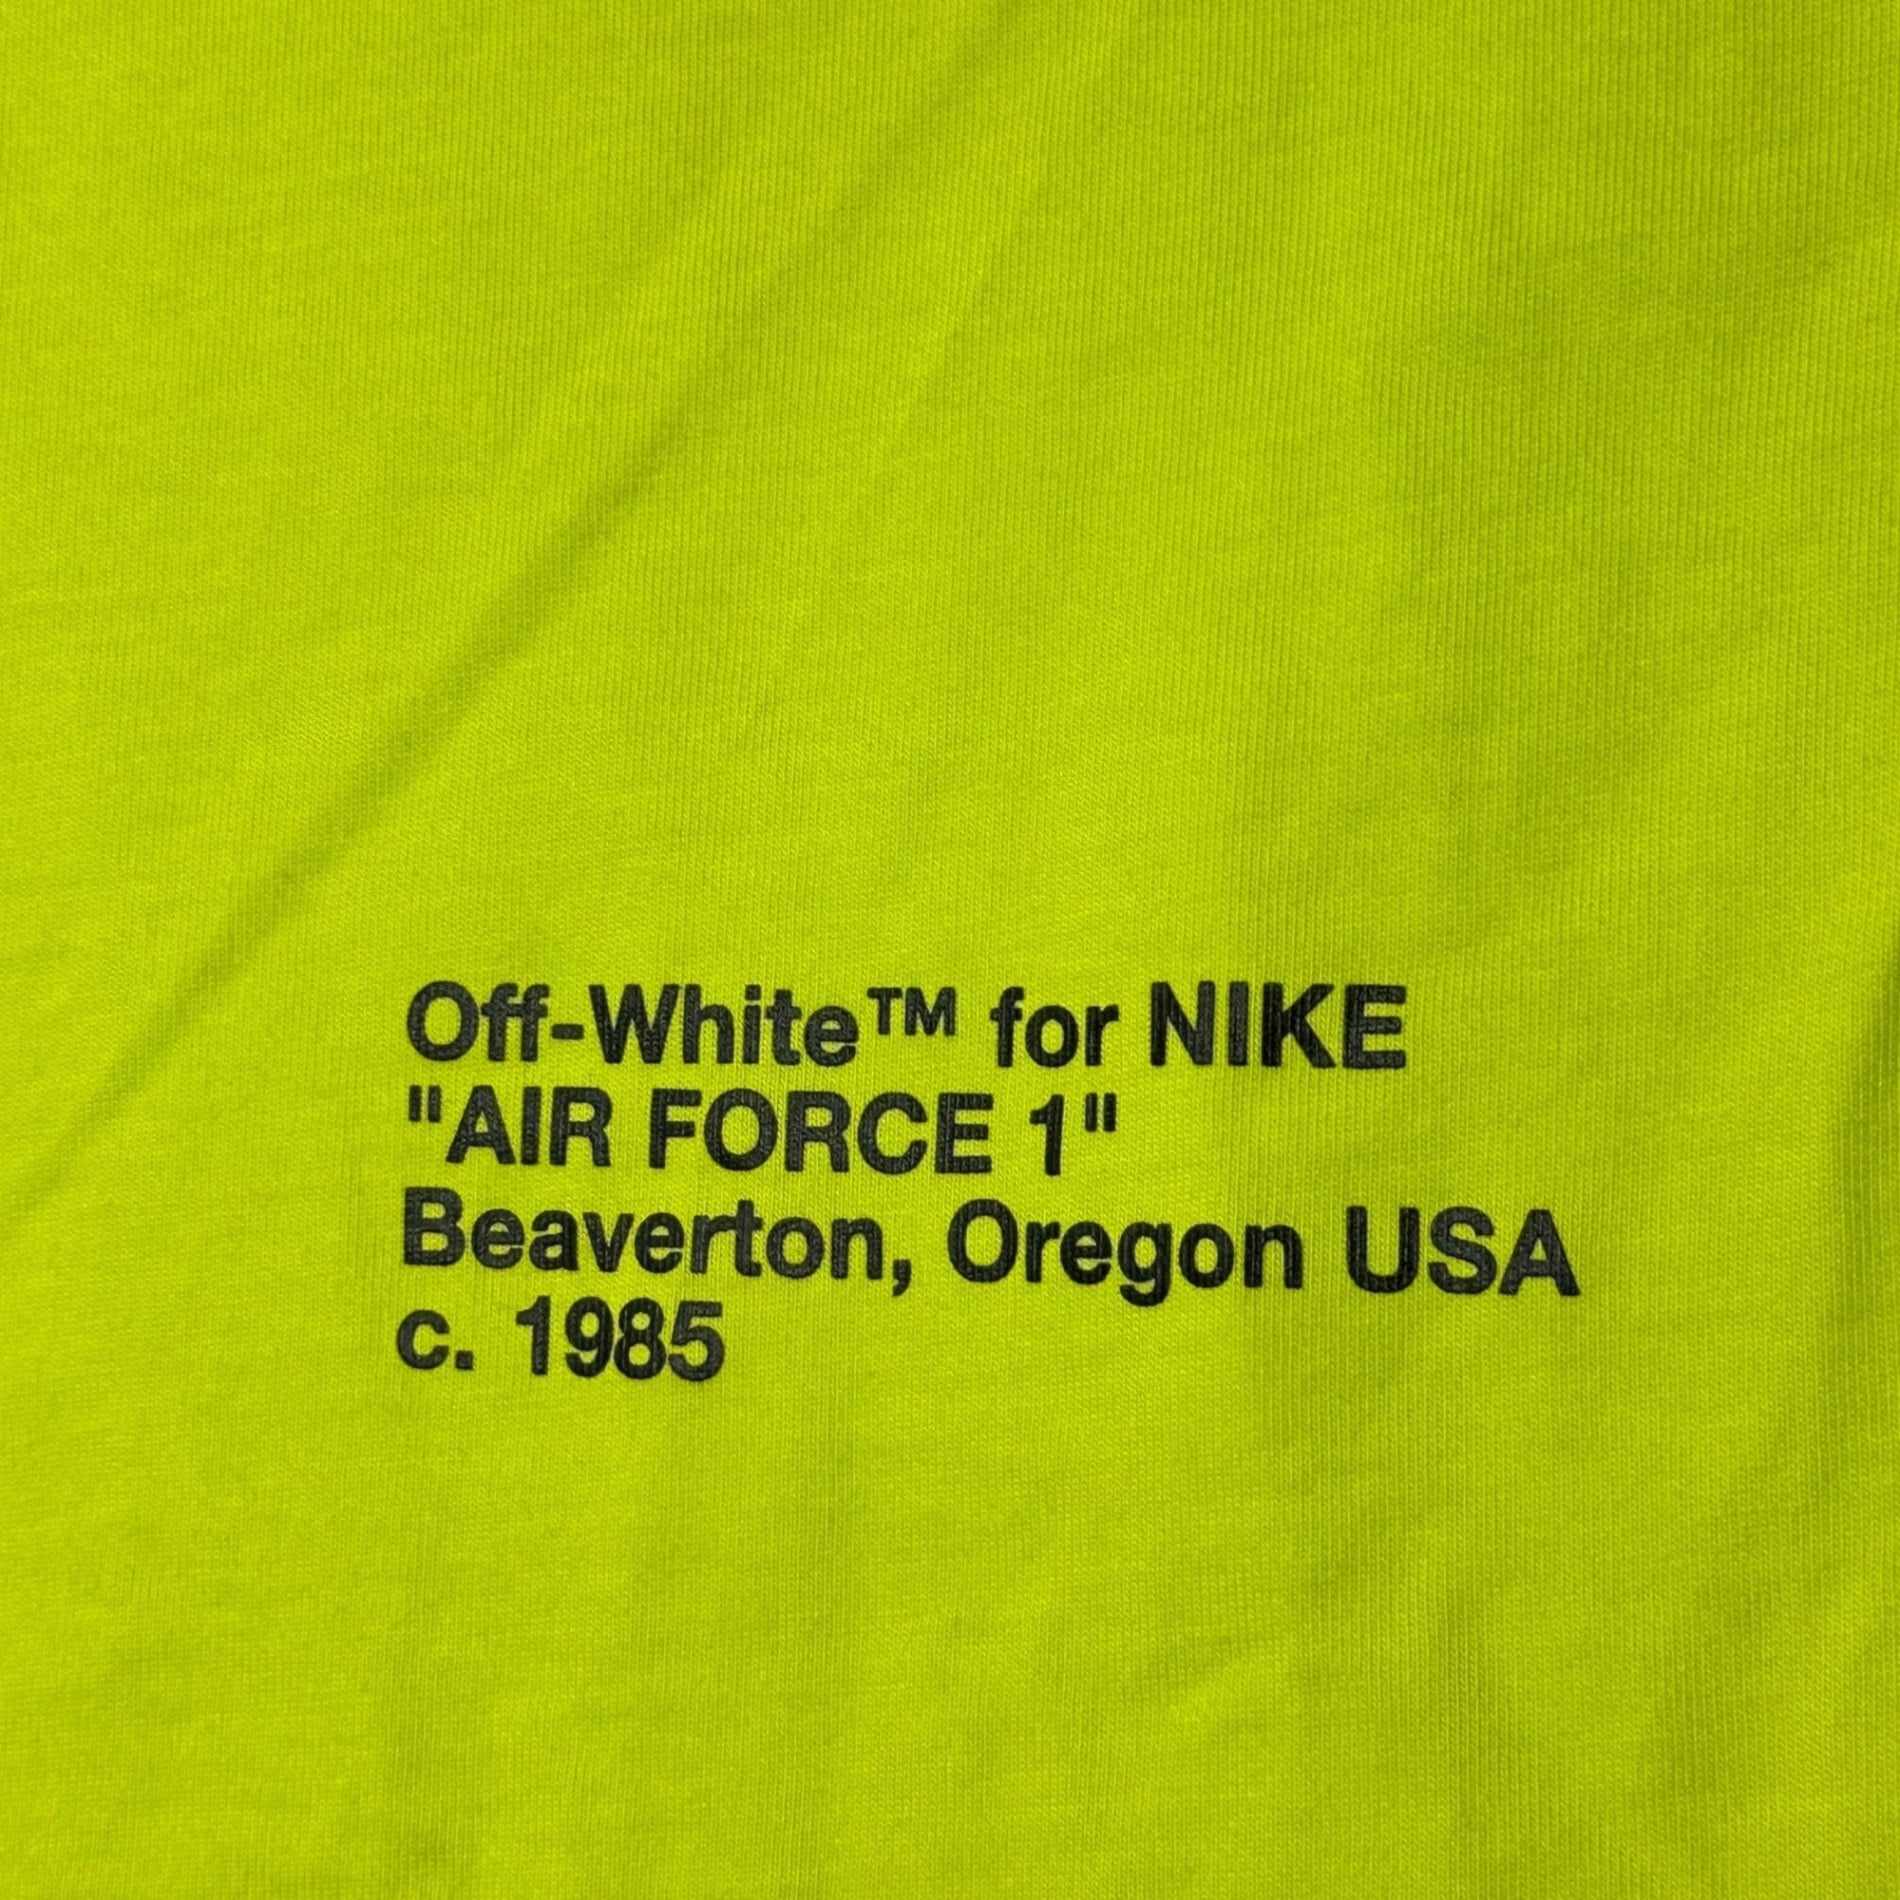 Off-White™ for NIKE
"AIR FORCE 1"
Beaverton, Oregon USA
c. 1985